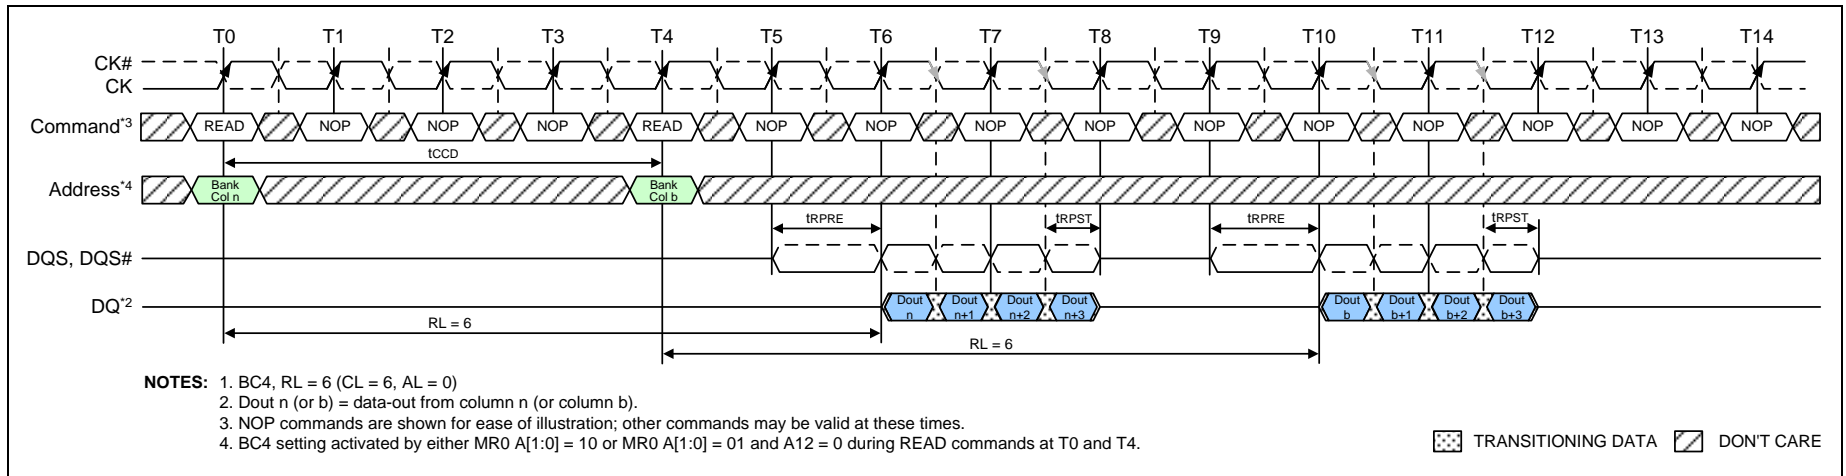 T0 T1 T2 T3 T4 T5 T6 T7 T8 T9 T10 T11 T12 T13 T14
CK#
CK
Command*3 READ NOP NOP NOP READ NOP NOP NOP NOP NOP NOP NOP NOP NOP NOP
tCCD
Address*4 Bank Col n Bank Col b
tRPRE tRPST tRPRE tRPST
DQS, DQS#
DQ*2 Dout n Dout n+1 Dout n+2 Dout n+3 Dout b Dout b+1 Dout b+2 Dout b+3
RL = 6
RL = 6
NOTES: 1. BC4, RL = 6 (CL = 6, AL = 0)
2. Dout n (or b) = data-out from column n (or column b).
3. NOP commands are shown for ease of illustration; other commands may be valid at these times.
4. BC4 setting activated by either MR0 A[1:0] = 10 or MR0 A[1:0] = 01 and A12 = 0 during READ commands at T0 and T4.
TRANSITIONING DATA DON'T CARE